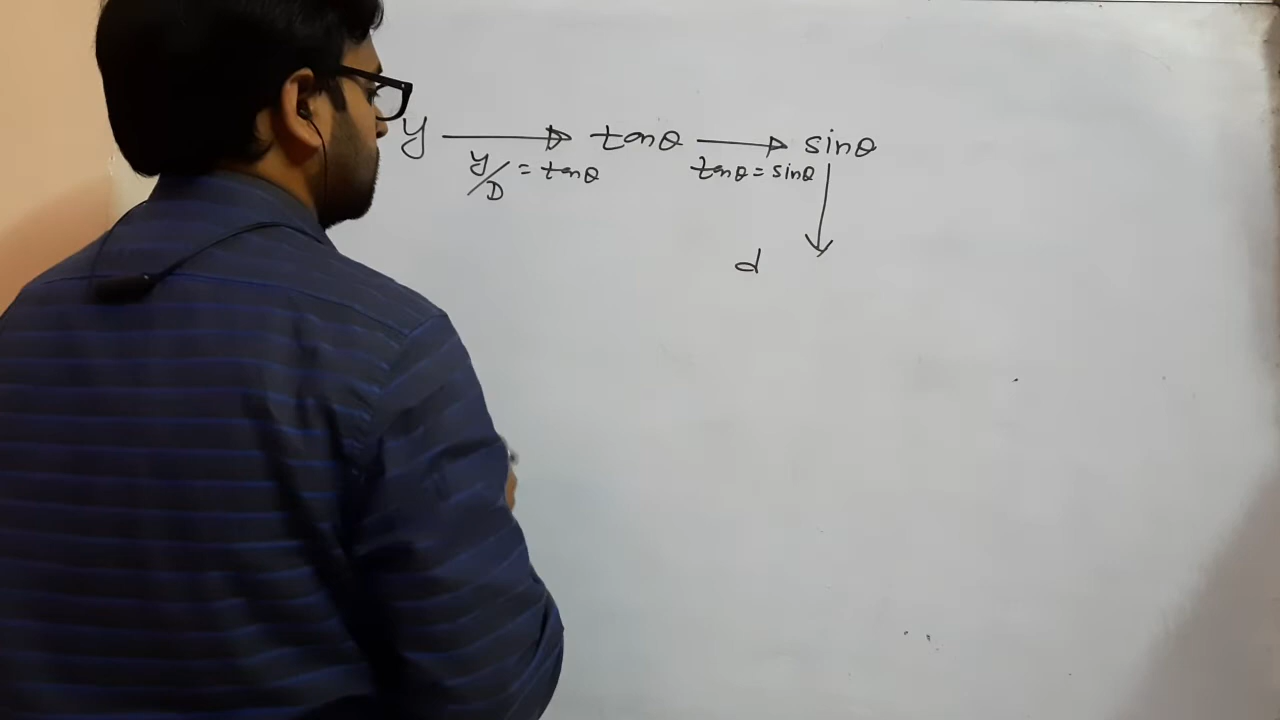 y → tanθ → sinθ
y/D = tanθ tanθ = sinθ
↓
d